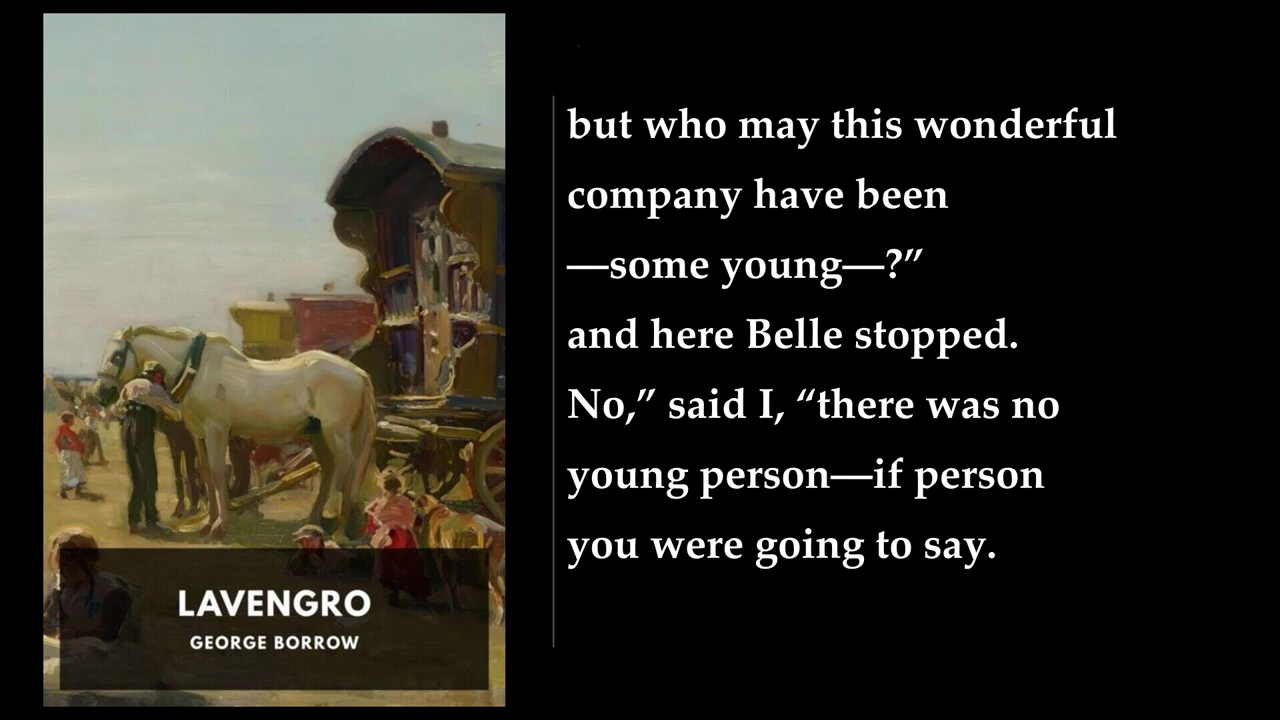 but who may this wonderful
company have been
—some young—?”
and here Belle stopped.
No,” said I, “there was no
young person—if person
you were going to say.
LAVENGRO
GEORGE BORROW